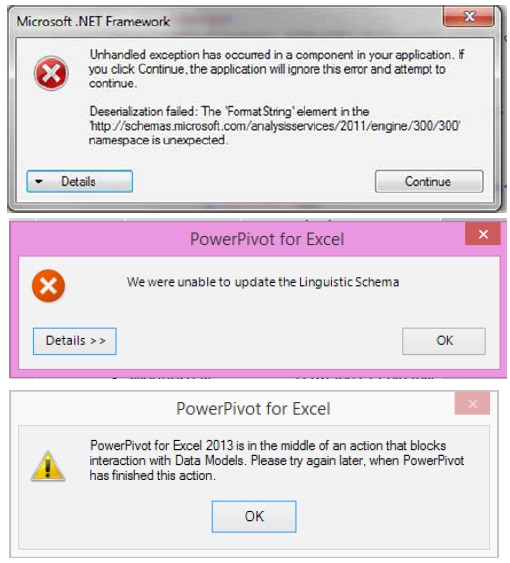 Microsoft .NET Framework
Unhandled exception has occurred in a component in your application. If
you click Continue, the application will ignore this error and attempt to
continue.
Deserialization failed: The 'FormatString' element in the
'http://schemas.microsoft.com/analysisservices/2011/engine/300/300'
namespace is unexpected.
Details
Continue
PowerPivot for Excel
We were unable to update the Linguistic Schema
Details >>
OK
PowerPivot for Excel
PowerPivot for Excel 2013 is in the middle of an action that blocks
interaction with Data Models. Please try again later, when PowerPivot
has finished this action.
OK